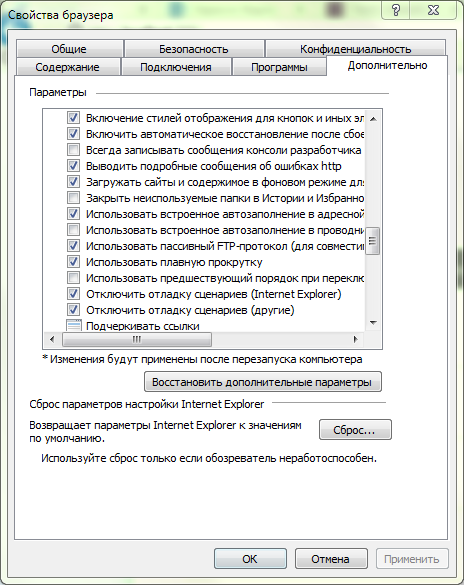 Свойства браузера
Общие
Безопасность
Конфиденциальность
Содержание
Подключения
Программы
Дополнительно
Параметры
Включение стилей отображения для кнопок и иных эл
Включить автоматическое восстановление после сбое
Всегда записывать сообщения консоли разработчика
Выводить подробные сообщения об ошибках http
Загружать сайты и содержимое в фоновом режиме для
Закрыть неиспользуемые папки в Истории и Избранно
Использовать встроенное автозаполнение в адресной
Использовать встроенное автозаполнение в проводни
Использовать пассивный FTP-протокол (для совмести
Использовать плавную прокрутку
Использовать предшествующий порядок при переклю
Отключить отладку сценариев (Internet Explorer)
Отключить отладку сценариев (другие)
Подчеркивать ссылки
* Изменения будут применены после перезапуска компьютера
Восстановить дополнительные параметры
Сброс параметров настройки Internet Explorer
Возвращает параметры Internet Explorer к значениям
по умолчанию.
Сброс...
Используйте сброс только если обозреватель неработоспособен.
ОК
Отмена
Применить